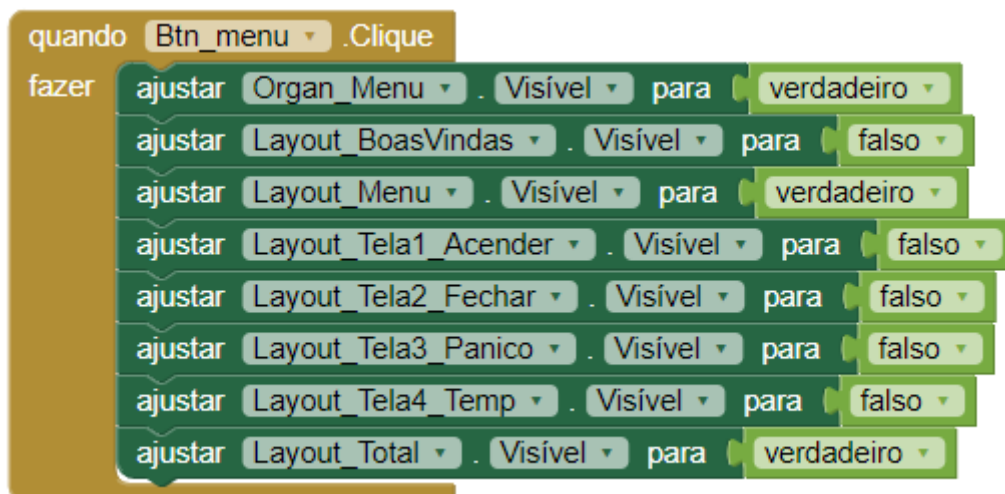 quando Btn_menu .Clique
fazer ajustar Organ_Menu . Visível para verdadeiro
ajustar Layout_BoasVindas . Visível para falso
ajustar Layout_Menu . Visível para verdadeiro
ajustar Layout_Tela1_Acender . Visível para falso
ajustar Layout_Tela2_Fechar . Visível para falso
ajustar Layout_Tela3_Panico . Visível para falso
ajustar Layout_Tela4_Temp . Visível para falso
ajustar Layout_Total . Visível para verdadeiro